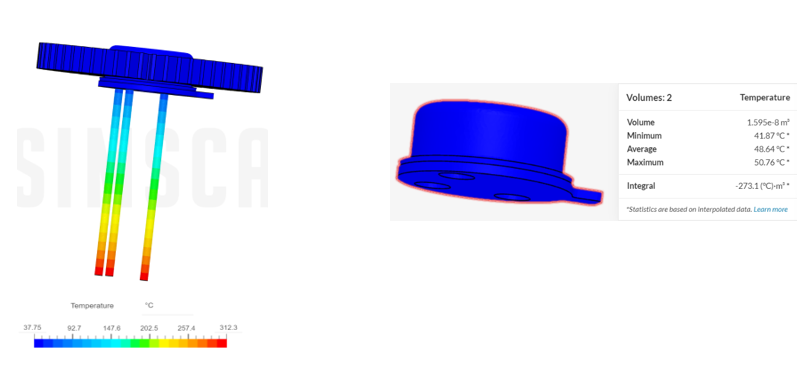 SIMSCA
Temperature °C
37.75 92.7 147.6 202.5 257.4 312.3
Volumes: 2 Temperature
Volume 1.595e-8 m³
Minimum 41.87 °C *
Average 48.64 °C *
Maximum 50.76 °C *
Integral -273.1 (°C)·m³ *
*Statistics are based on interpolated data. Learn more